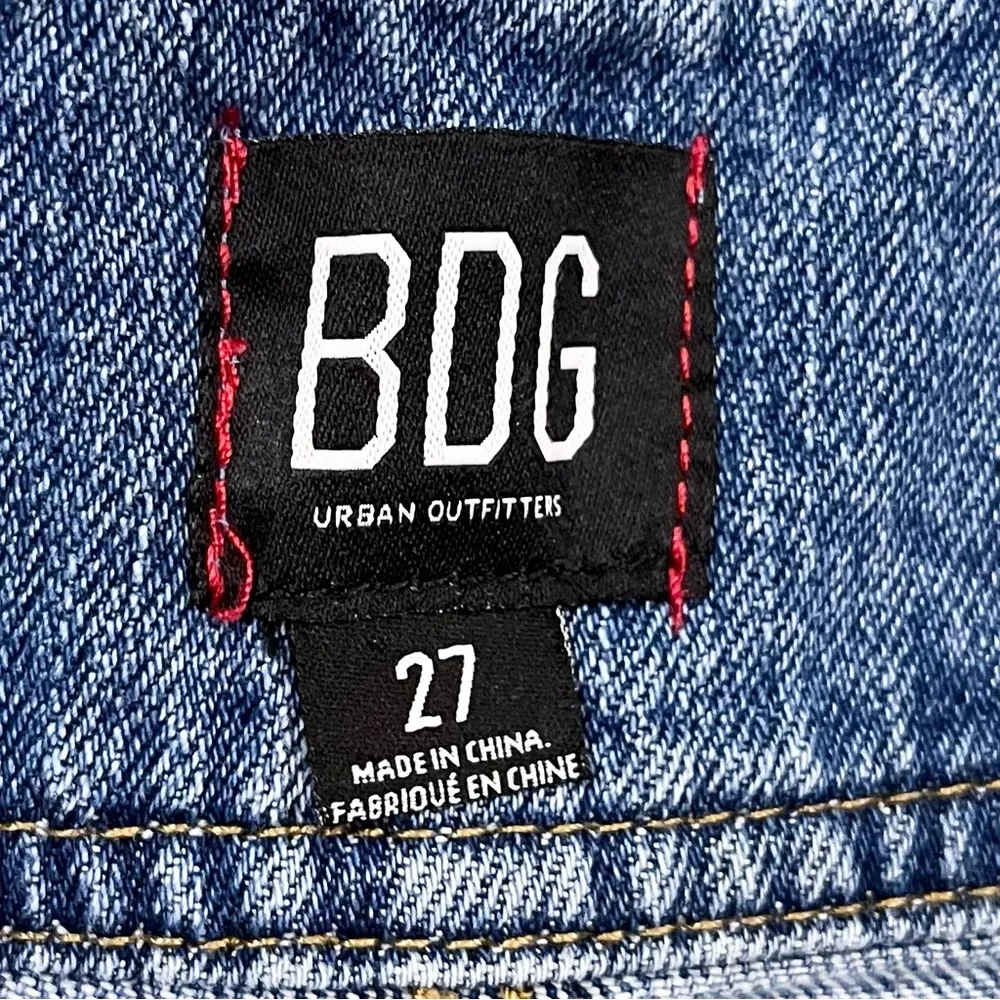 BDG
URBAN OUTFITTERS
27
MADE IN CHINA.
FABRIQUÉ EN CHINE